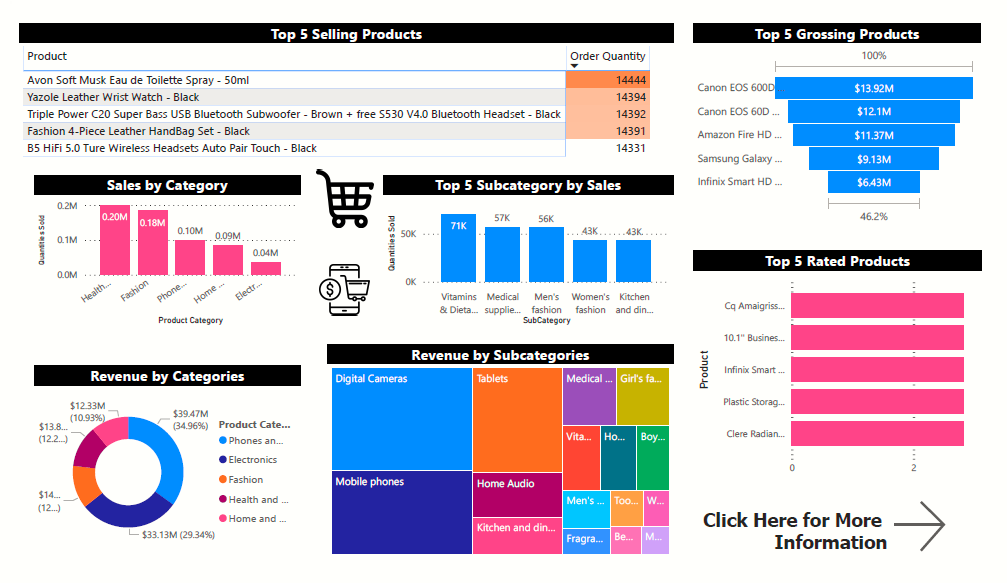 Top 5 Selling Products
Product Order Quantity
Avon Soft Musk Eau de Toilette Spray - 50ml 14444
Yazole Leather Wrist Watch - Black 14394
Triple Power C20 Super Bass USB Bluetooth Subwoofer - Brown + free S530 V4.0 Bluetooth Headset - Black 14392
Fashion 4-Piece Leather HandBag Set - Black 14391
B5 HiFi 5.0 Ture Wireless Headsets Auto Pair Touch - Black 14331
Top 5 Grossing Products
100%
Canon EOS 600D $13.92M
Canon EOS 60D ... $12.1M
Amazon Fire HD ... $11.37M
Samsung Galaxy ... $9.13M
Infinix Smart HD ... $6.43M
46.2%
Sales by Category
Quantities Sold
0.2M
0.1M
0.0M
0.20M
0.18M
0.10M
0.09M
0.04M
Health...
Fashion
Phone...
Home ...
Electr...
Product Category
$
Top 5 Subcategory by Sales
Quantities Sold
50K
0K
71K
57K
56K
43K
43K
Vitamins
& Dieta...
Medical
supplie...
Men's
fashion
Women's
fashion
Kitchen
and din...
SubCategory
Top 5 Rated Products
Product
Cq Amaigriss...
10.1" Busines...
Infinix Smart ...
Plastic Storag...
Clere Radian...
0 2
Revenue by Categories
$12.33M
(10.93%)
$39.47M
(34.96%)
$13.8...
(12.2...)
$14...
(12...)
$33.13M (29.34%)
Product Cate...
Phones an...
Electronics
Fashion
Health and ...
Home and ...
Revenue by Subcategories
Digital Cameras
Mobile phones
Tablets
Home Audio
Kitchen and din...
Medical ...
Girl's fa...
Vita...
Ho...
Boy...
Men's ...
Too...
W...
Fragra...
Be...
M...
Click Here for More
Information